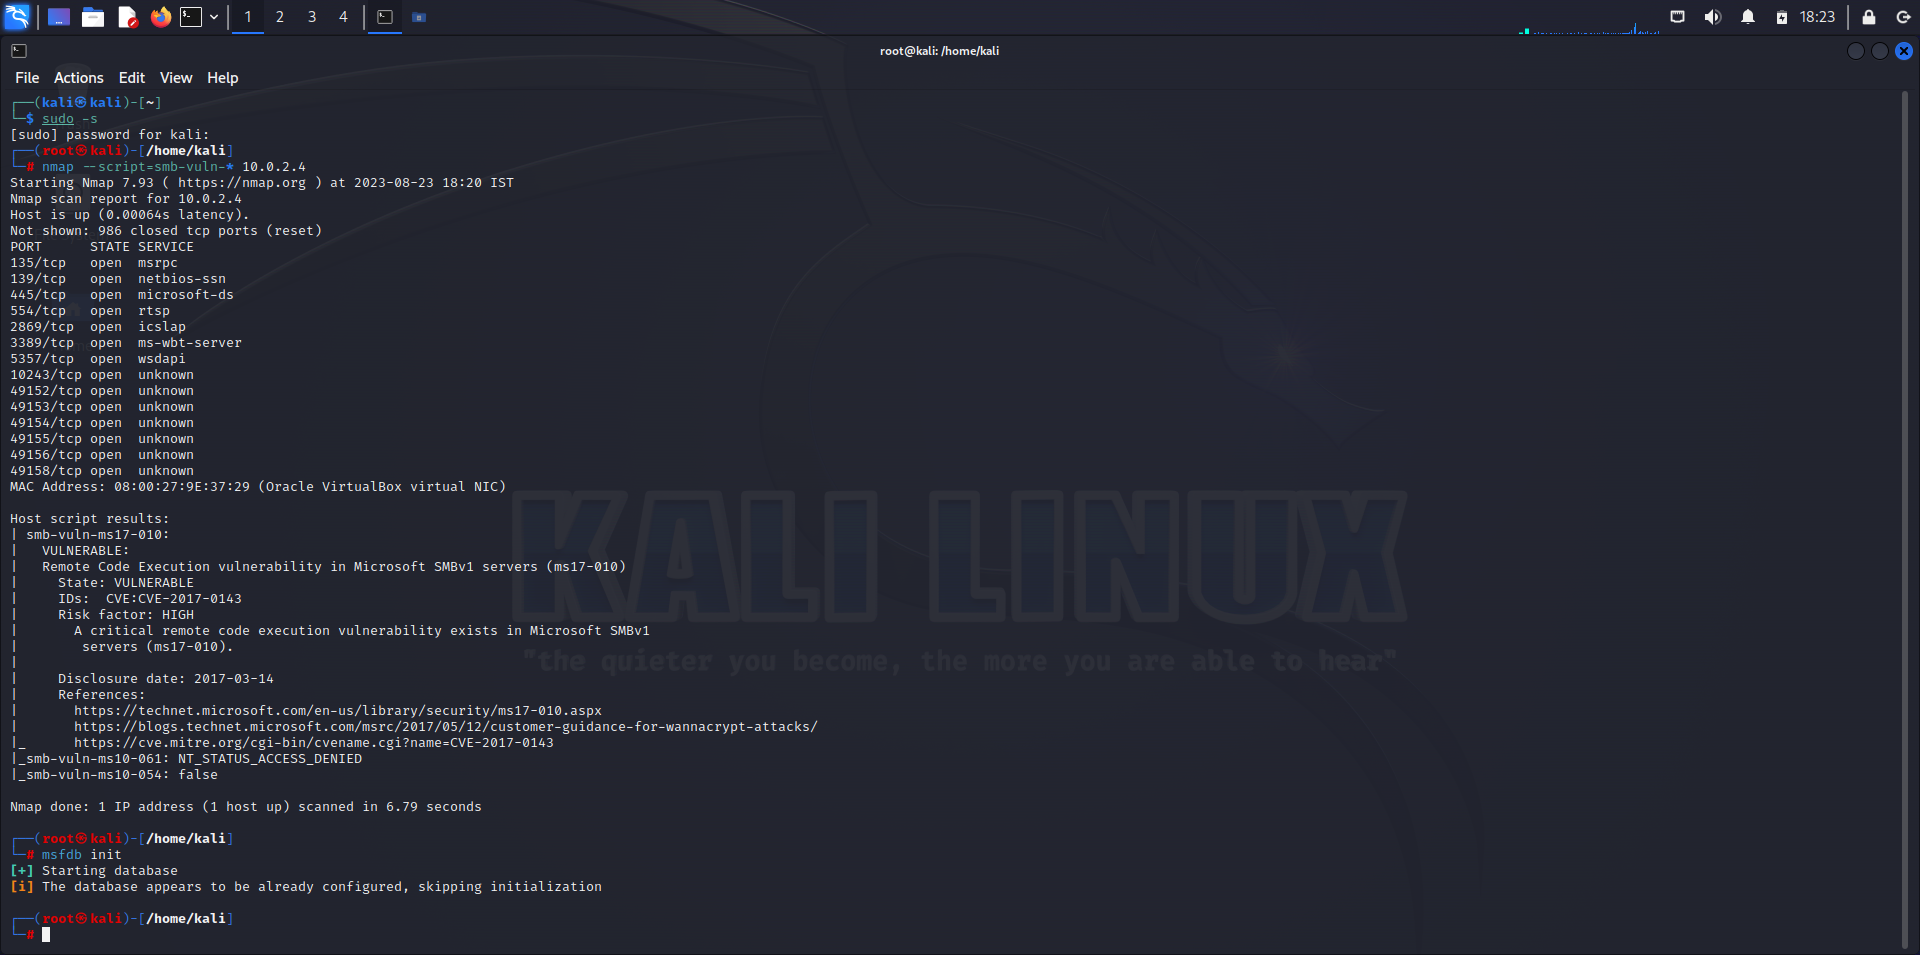 1 2 3 4 18:23
root@kali: /home/kali
File Actions Edit View Help
┌──(kali㉿kali)-[~]
└─$ sudo -s
[sudo] password for kali:
┌──(root㉿kali)-[/home/kali]
└─# nmap --script=smb-vuln-* 10.0.2.4
Starting Nmap 7.93 ( https://nmap.org ) at 2023-08-23 18:20 IST
Nmap scan report for 10.0.2.4
Host is up (0.00064s latency).
Not shown: 986 closed tcp ports (reset)
PORT      STATE SERVICE
135/tcp   open  msrpc
139/tcp   open  netbios-ssn
445/tcp   open  microsoft-ds
554/tcp   open  rtsp
2869/tcp  open  icslap
3389/tcp  open  ms-wbt-server
5357/tcp  open  wsdapi
10243/tcp open  unknown
49152/tcp open  unknown
49153/tcp open  unknown
49154/tcp open  unknown
49155/tcp open  unknown
49156/tcp open  unknown
49158/tcp open  unknown
MAC Address: 08:00:27:9E:37:29 (Oracle VirtualBox virtual NIC)
Host script results:
| smb-vuln-ms17-010:
|   VULNERABLE:
|   Remote Code Execution vulnerability in Microsoft SMBv1 servers (ms17-010)
|     State: VULNERABLE
|     IDs:  CVE:CVE-2017-0143
|     Risk factor: HIGH
|       A critical remote code execution vulnerability exists in Microsoft SMBv1
|        servers (ms17-010).
|
|     Disclosure date: 2017-03-14
|     References:
|       https://technet.microsoft.com/en-us/library/security/ms17-010.aspx
|       https://blogs.technet.microsoft.com/msrc/2017/05/12/customer-guidance-for-wannacrypt-attacks/
|_      https://cve.mitre.org/cgi-bin/cvename.cgi?name=CVE-2017-0143
|_smb-vuln-ms10-061: NT_STATUS_ACCESS_DENIED
|_smb-vuln-ms10-054: false
Nmap done: 1 IP address (1 host up) scanned in 6.79 seconds
┌──(root㉿kali)-[/home/kali]
└─# msfdb init
[+] Starting database
[i] The database appears to be already configured, skipping initialization
┌──(root㉿kali)-[/home/kali]
└─#
KALI LINUX
"the quieter you become, the more you are able to hear"